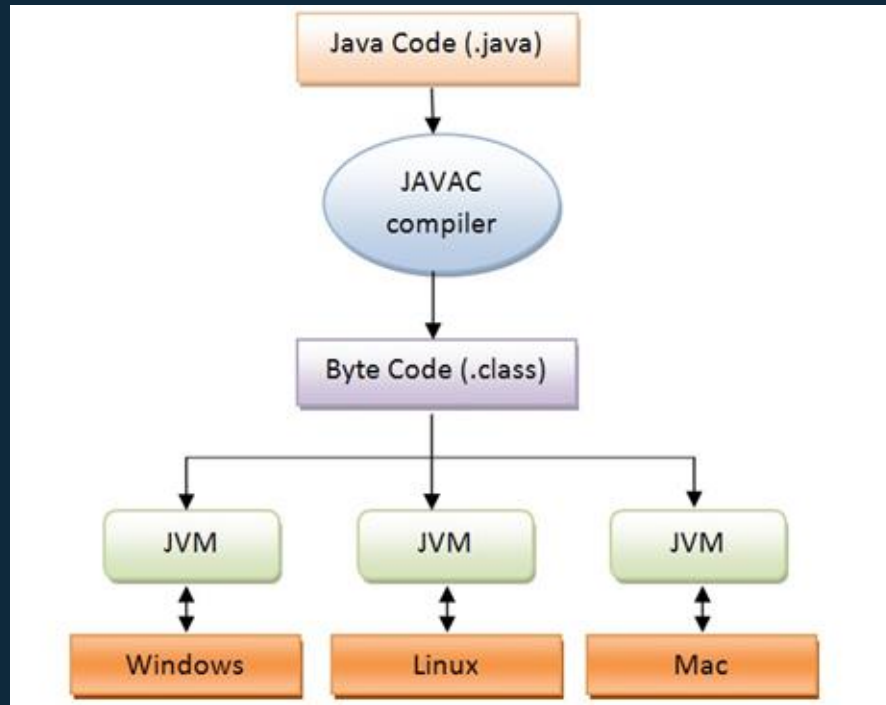 Java Code (.java)
JAVAC
compiler
Byte Code (.class)
JVM
JVM
JVM
Windows
Linux
Mac